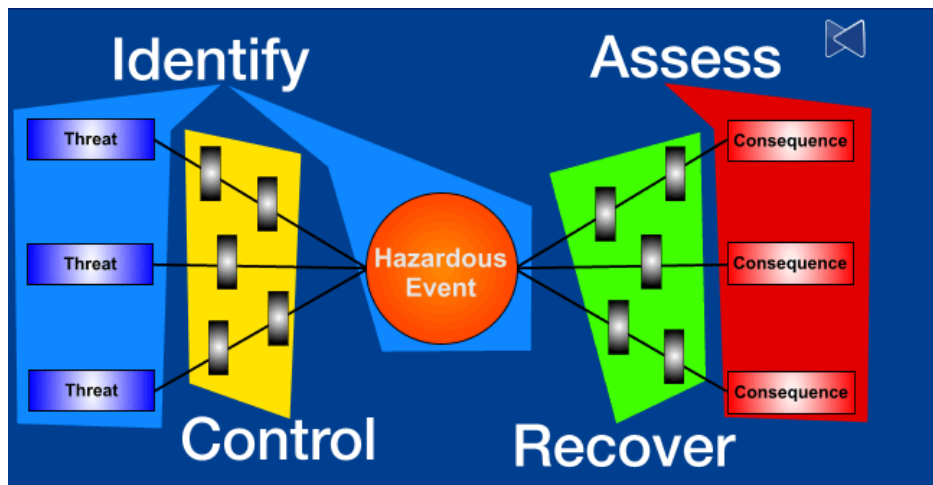 Identify
Assess
Threat
Consequence
Threat
Hazardous
Event
Consequence
Threat
Consequence
Control
Recover